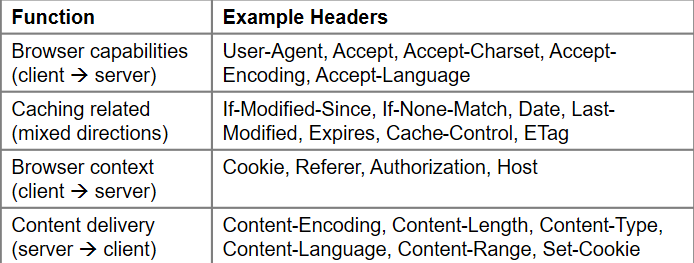 Function Example Headers
Browser capabilities User-Agent, Accept, Accept-Charset, Accept-
(client → server) Encoding, Accept-Language
Caching related If-Modified-Since, If-None-Match, Date, Last-
(mixed directions) Modified, Expires, Cache-Control, ETag
Browser context Cookie, Referer, Authorization, Host
(client → server)
Content delivery Content-Encoding, Content-Length, Content-Type,
(server → client) Content-Language, Content-Range, Set-Cookie